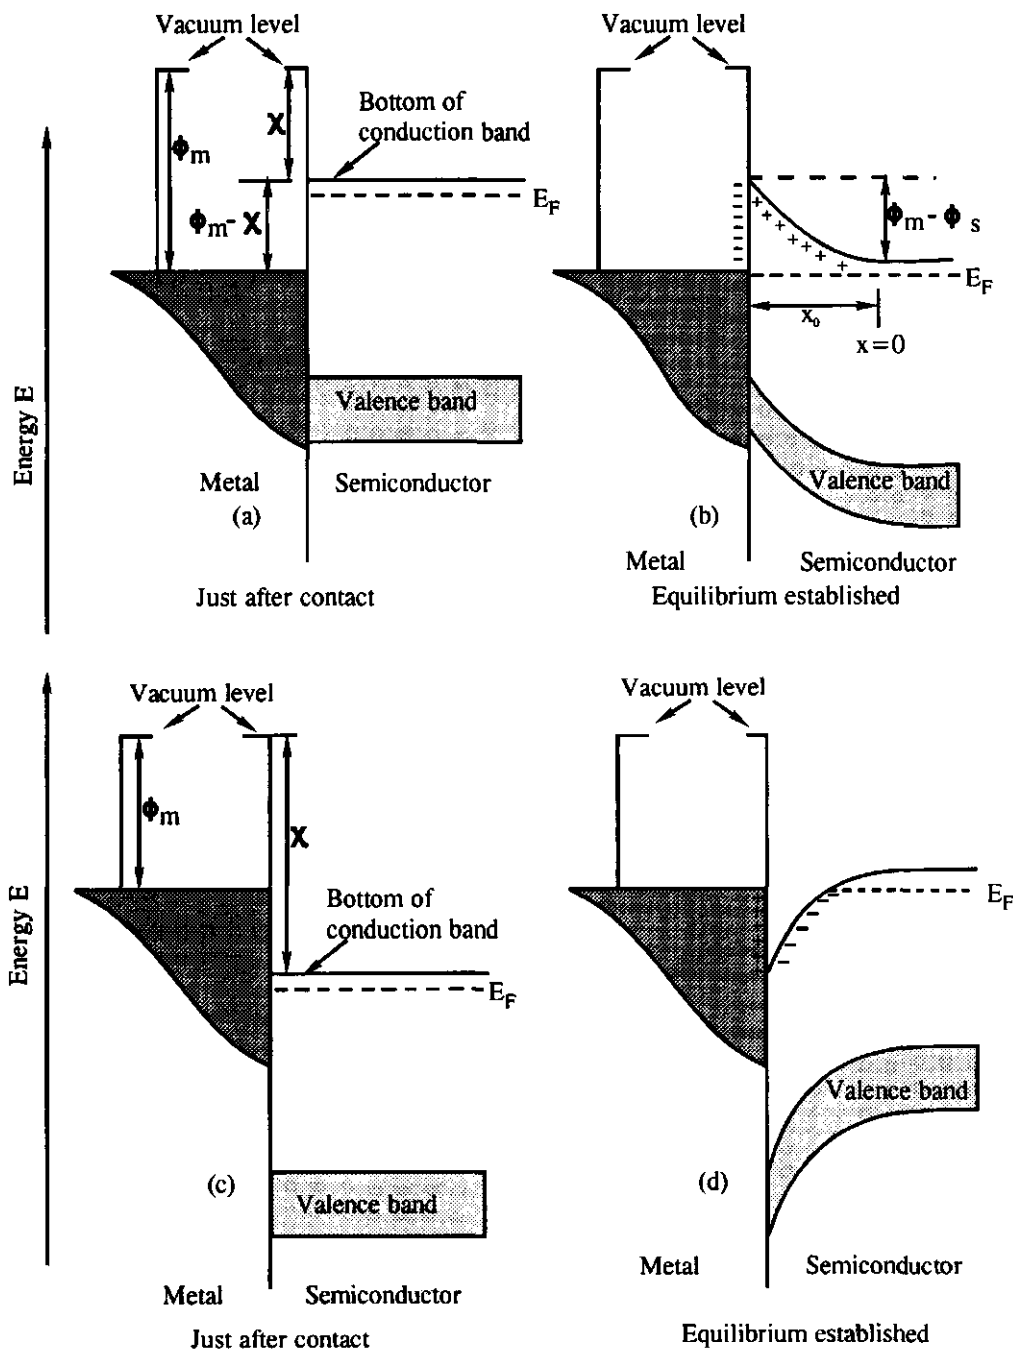 Vacuum level
Bottom of
conduction band
χ
ϕm
ϕm - χ
EF
Energy E
Valence band
Metal
Semiconductor
(a)
Just after contact
Vacuum level
ϕm - ϕs
EF
x₀
x=0
Valence band
(b)
Metal
Semiconductor
Equilibrium established
Vacuum level
ϕm
χ
Bottom of
conduction band
EF
Energy E
(c)
Valence band
Metal
Semiconductor
Just after contact
Vacuum level
EF
Valence band
(d)
Metal
Semiconductor
Equilibrium established